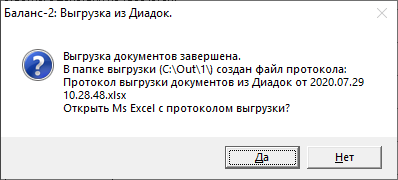 Баланс-2: Выгрузка из Диадок.
Выгрузка документов завершена.
В папке выгрузки (C:\Out\1\) создан файл протокола:
Протокол выгрузки документов из Диадок от 2020.07.29
10.28.48.xlsx
Открыть Ms Excel с протоколом выгрузки?
Да Нет